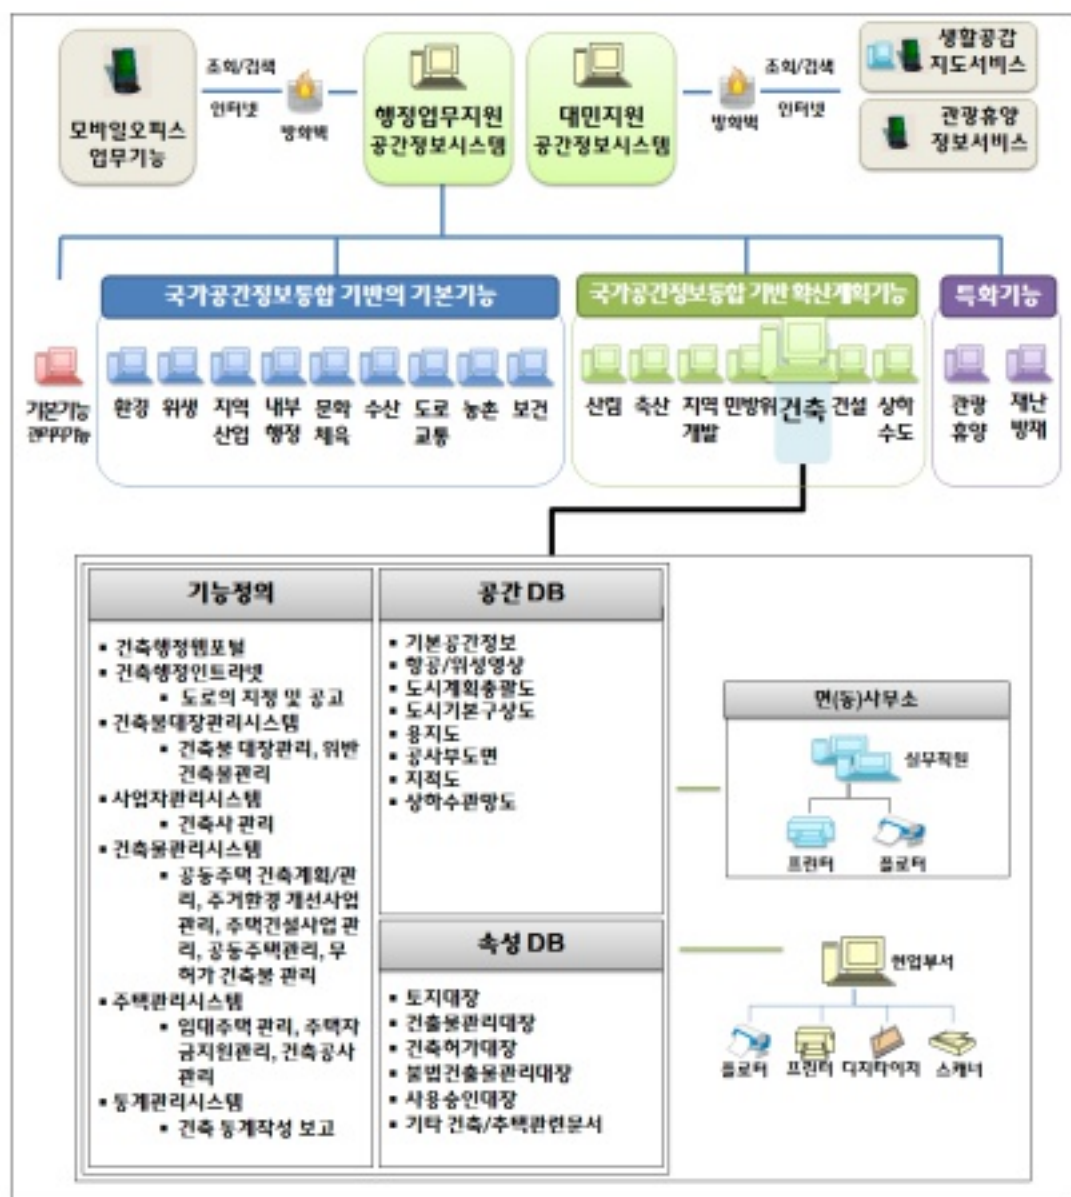 모바일오피스
업무기능
조회/검색
인터넷
방화벽
행정업무지원
공간정보시스템
대민지원
공간정보시스템
방화벽
조회/검색
인터넷
생활공감
지도서비스
관광휴양
정보서비스
국가공간정보통합 기반의 기본기능
국가공간정보통합 기반 확산계획기능
특화기능
기본기능
관리자기능
환경
위생
지역
산업
내부
행정
문화
체육
수산
도로
교통
농촌
보건
산림
축산
지역
개발
민방위
건축
건설
상하
수도
관광
휴양
재난
방재
기능정의
▪ 건축행정웹포털
▪ 건축행정인트라넷
▪ 도로의 지정 및 공고
▪ 건축물대장관리시스템
▪ 건축물 대장관리, 위반
건축물관리
▪ 사업자관리시스템
▪ 건축사 관리
▪ 건축물관리시스템
▪ 공동주택 건축계획/관
리, 주거환경 개선사업
관리, 주택건설사업 관
리, 공동주택관리, 무
허가 건축물 관리
▪ 주택관리시스템
▪ 임대주택 관리, 주택자
금지원관리, 건축공사
관리
▪ 통계관리시스템
▪ 건축 통계작성 보고
공간 DB
▪ 기본공간정보
▪ 항공/위성영상
▪ 도시계획총괄도
▪ 도시기본구상도
▪ 용지도
▪ 공사부도면
▪ 지적도
▪ 상하수관망도
속성 DB
▪ 토지대장
▪ 건출물관리대장
▪ 건축허가대장
▪ 불법건출물관리대장
▪ 사용승인대장
▪ 기타 건축/주택관련문서
면(동)사무소
실무직원
프린터
플로터
현업부서
플로터
프린터
디지타이저
스캐너